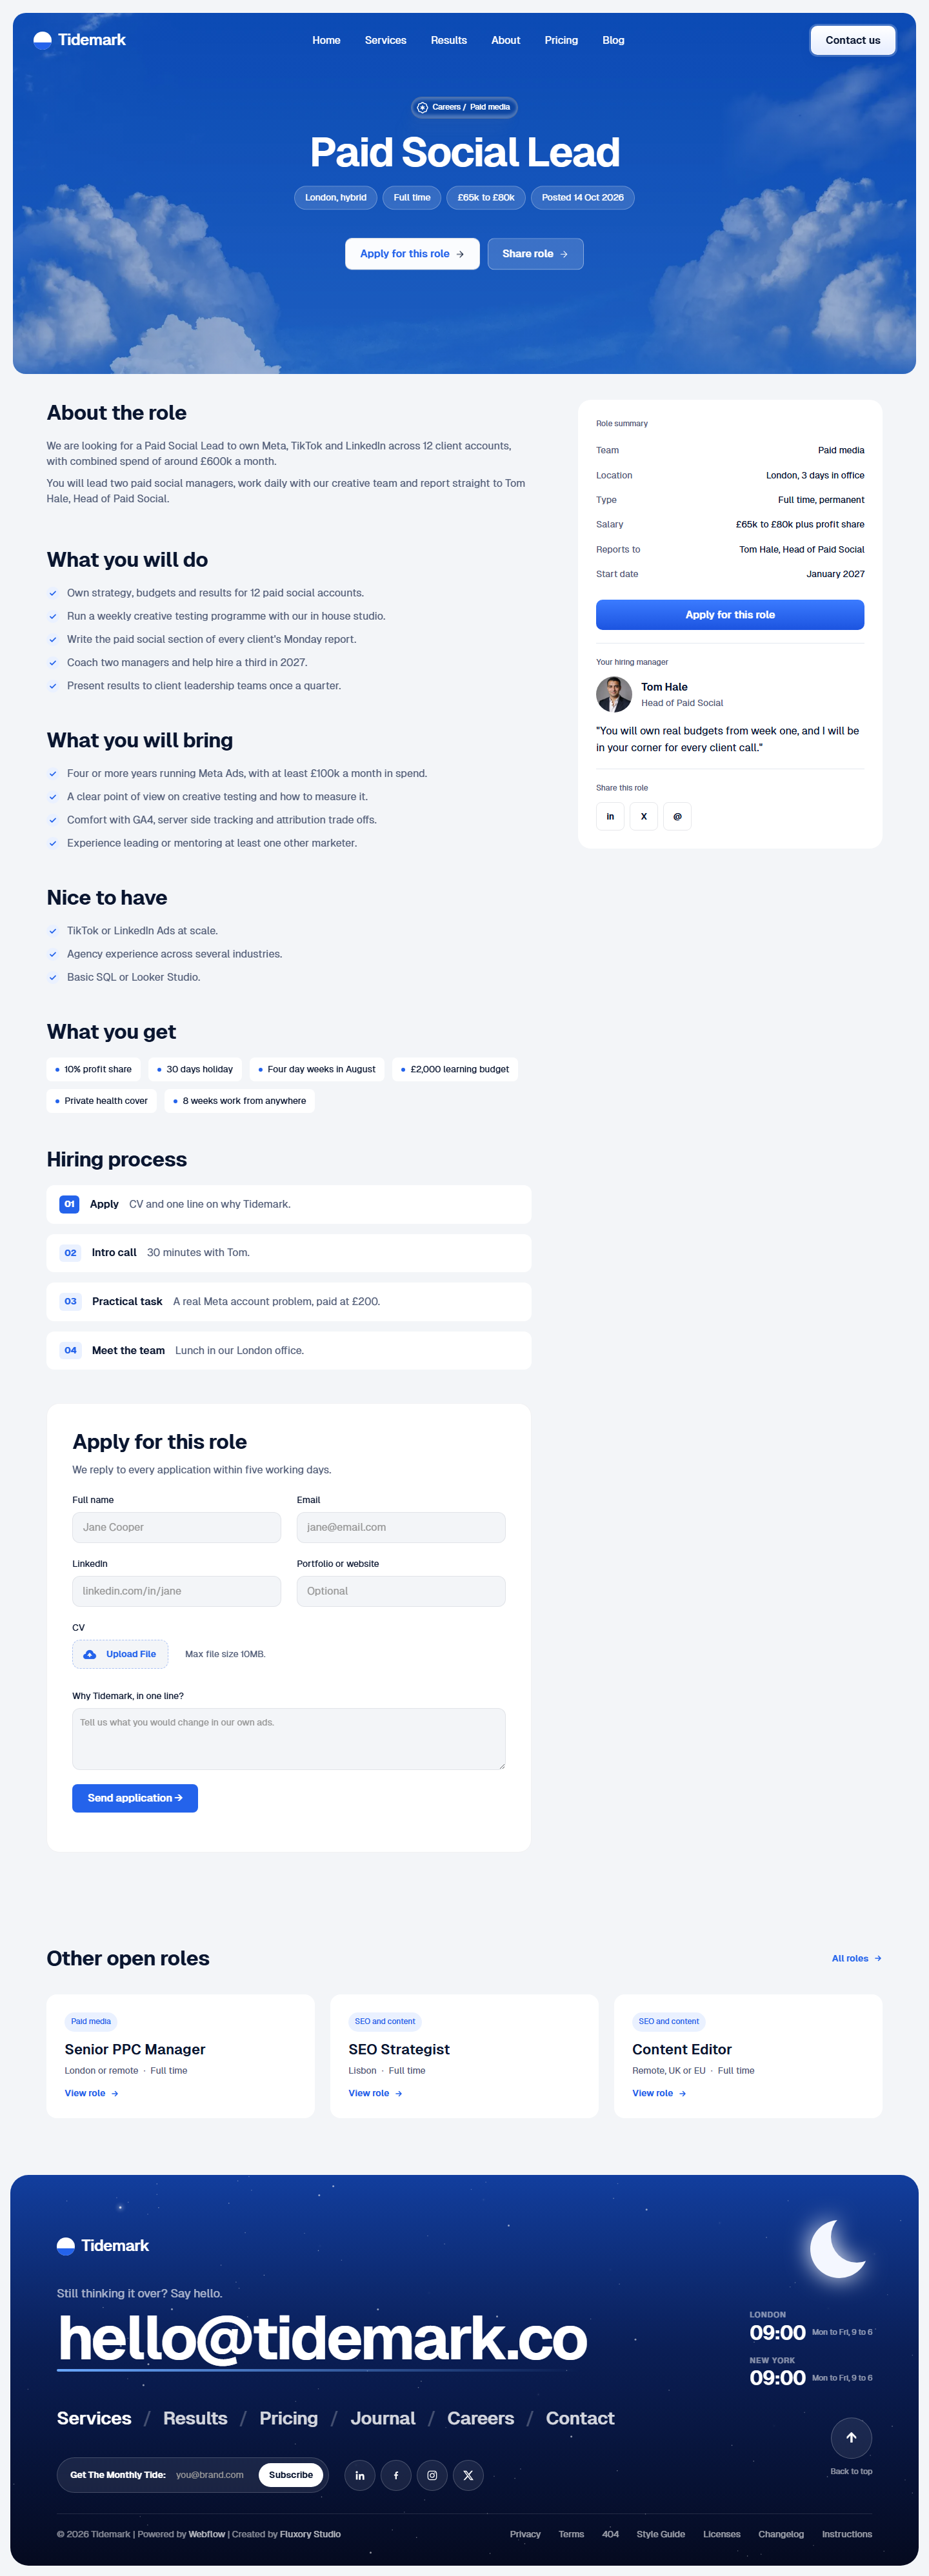 Tidemark
Home Services Results About Pricing Blog
Contact us
Careers / Paid media
Paid Social Lead
London, hybrid Full time £65k to £80k Posted 14 Oct 2026
Apply for this role → Share role →
About the role
We are looking for a Paid Social Lead to own Meta, TikTok and LinkedIn across 12 client accounts,
with combined spend of around £600k a month.
You will lead two paid social managers, work daily with our creative team and report straight to Tom
Hale, Head of Paid Social.
What you will do
Own strategy, budgets and results for 12 paid social accounts.
Run a weekly creative testing programme with our in house studio.
Write the paid social section of every client's Monday report.
Coach two managers and help hire a third in 2027.
Present results to client leadership teams once a quarter.
What you will bring
Four or more years running Meta Ads, with at least £100k a month in spend.
A clear point of view on creative testing and how to measure it.
Comfort with GA4, server side tracking and attribution trade offs.
Experience leading or mentoring at least one other marketer.
Nice to have
TikTok or LinkedIn Ads at scale.
Agency experience across several industries.
Basic SQL or Looker Studio.
What you get
10% profit share 30 days holiday Four day weeks in August £2,000 learning budget
Private health cover 8 weeks work from anywhere
Hiring process
01 Apply CV and one line on why Tidemark.
02 Intro call 30 minutes with Tom.
03 Practical task A real Meta account problem, paid at £200.
04 Meet the team Lunch in our London office.
Role summary
Team Paid media
Location London, 3 days in office
Type Full time, permanent
Salary £65k to £80k plus profit share
Reports to Tom Hale, Head of Paid Social
Start date January 2027
Apply for this role
Your hiring manager
Tom Hale
Head of Paid Social
"You will own real budgets from week one, and I will be
in your corner for every client call."
Share this role
in X @
Apply for this role
We reply to every application within five working days.
Full name Email
Jane Cooper jane@email.com
LinkedIn Portfolio or website
linkedin.com/in/jane Optional
CV
Upload File Max file size 10MB.
Why Tidemark, in one line?
Tell us what you would change in our own ads.
Send application →
Other open roles
All roles →
Paid media
Senior PPC Manager
London or remote · Full time
View role →
SEO and content
SEO Strategist
Lisbon · Full time
View role →
SEO and content
Content Editor
Remote, UK or EU · Full time
View role →
Tidemark
Still thinking it over? Say hello.
hello@tidemark.co
LONDON
09:00 Mon to Fri, 9 to 6
NEW YORK
09:00 Mon to Fri, 9 to 6
Services / Results / Pricing / Journal / Careers / Contact
Get The Monthly Tide: you@brand.com Subscribe
Back to top
© 2026 Tidemark | Powered by Webflow | Created by Fluxory Studio
Privacy Terms 404 Style Guide Licenses Changelog Instructions